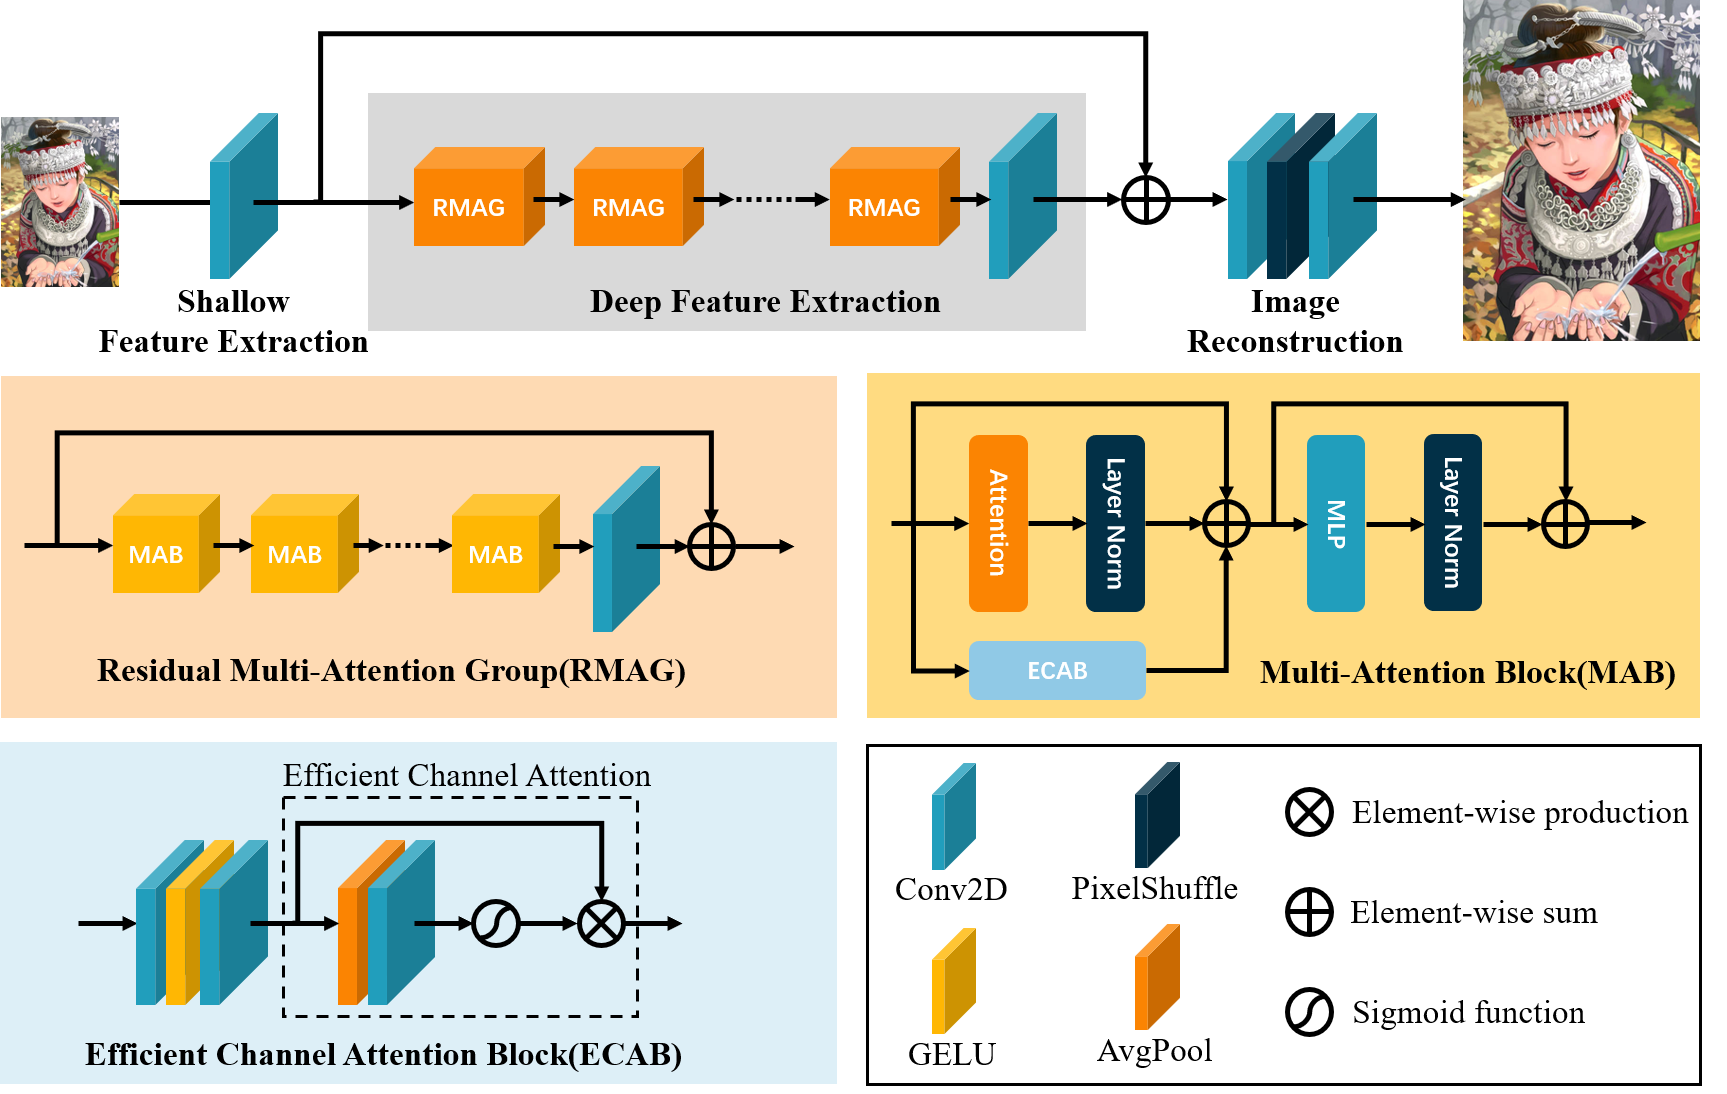 RMAG
RMAG
RMAG
Shallow
Feature Extraction
Deep Feature Extraction
Image
Reconstruction
MAB
MAB
MAB
Residual Multi-Attention Group(RMAG)
Attention
Layer Norm
MLP
Layer Norm
ECAB
Multi-Attention Block(MAB)
Efficient Channel Attention
Efficient Channel Attention Block(ECAB)
Conv2D
PixelShuffle
Element-wise production
Element-wise sum
GELU
AvgPool
Sigmoid function